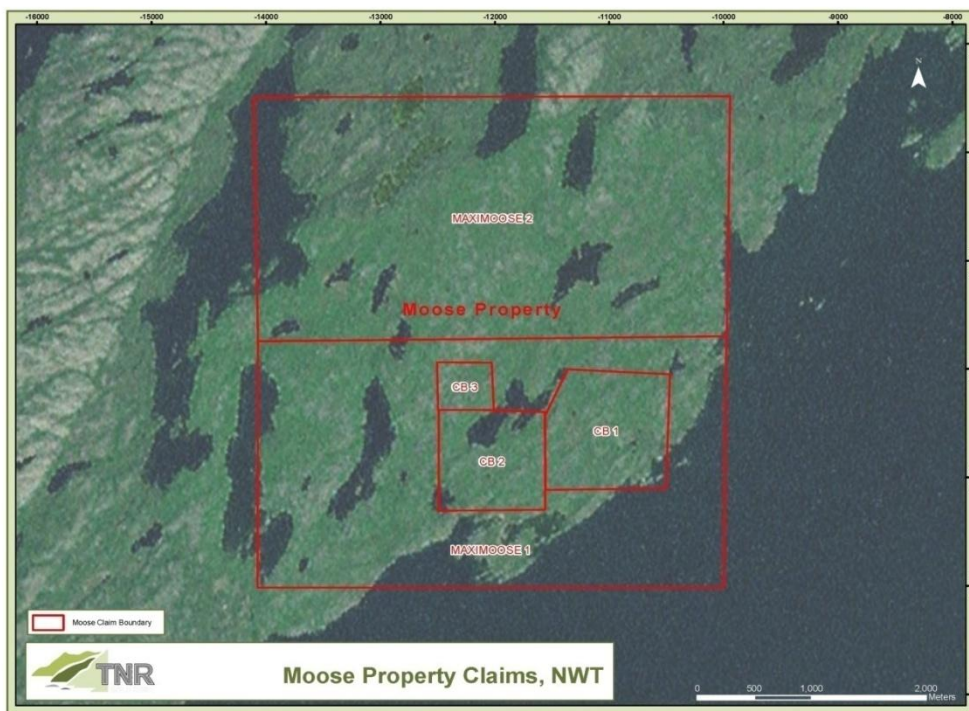 -16000 -15000 -14000 -13000 -12000 -11000 -10000 -9000 -8000
N
MAXIMOOSE 2
Moose Property
CB 3
CB 1
CB 2
MAXIMOOSE 1
Moose Claim Boundary
TNR
Moose Property Claims, NWT
0 500 1,000 2,000
Meters